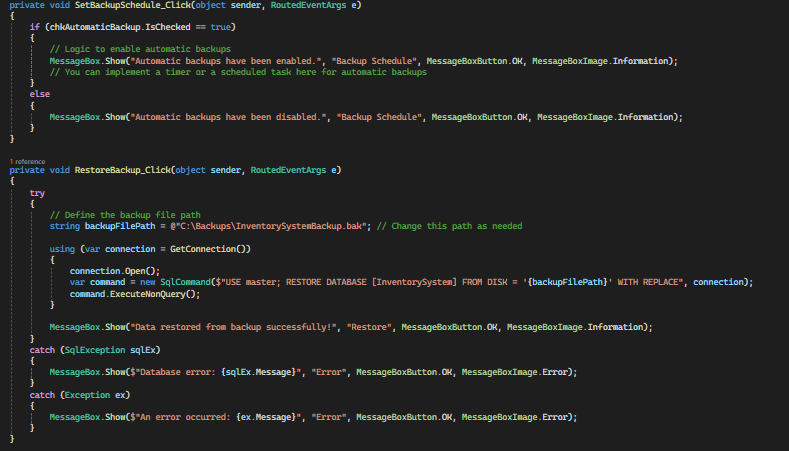 private void SetBackupSchedule_Click(object sender, RoutedEventArgs e)
{
    if (chkAutomaticBackup.IsChecked == true)
    {
        // Logic to enable automatic backups
        MessageBox.Show("Automatic backups have been enabled.", "Backup Schedule", MessageBoxButton.OK, MessageBoxImage.Information);
        // You can implement a timer or a scheduled task here for automatic backups
    }
    else
    {
        MessageBox.Show("Automatic backups have been disabled.", "Backup Schedule", MessageBoxButton.OK, MessageBoxImage.Information);
    }
}
1 reference
private void RestoreBackup_Click(object sender, RoutedEventArgs e)
{
    try
    {
        // Define the backup file path
        string backupFilePath = @"C:\Backups\InventorySystemBackup.bak"; // Change this path as needed
        using (var connection = GetConnection())
        {
            connection.Open();
            var command = new SqlCommand($"USE master; RESTORE DATABASE [InventorySystem] FROM DISK = '{backupFilePath}' WITH REPLACE", connection);
            command.ExecuteNonQuery();
        }
        MessageBox.Show("Data restored from backup successfully!", "Restore", MessageBoxButton.OK, MessageBoxImage.Information);
    }
    catch (SqlException sqlEx)
    {
        MessageBox.Show($"Database error: {sqlEx.Message}", "Error", MessageBoxButton.OK, MessageBoxImage.Error);
    }
    catch (Exception ex)
    {
        MessageBox.Show($"An error occurred: {ex.Message}", "Error", MessageBoxButton.OK, MessageBoxImage.Error);
    }
}